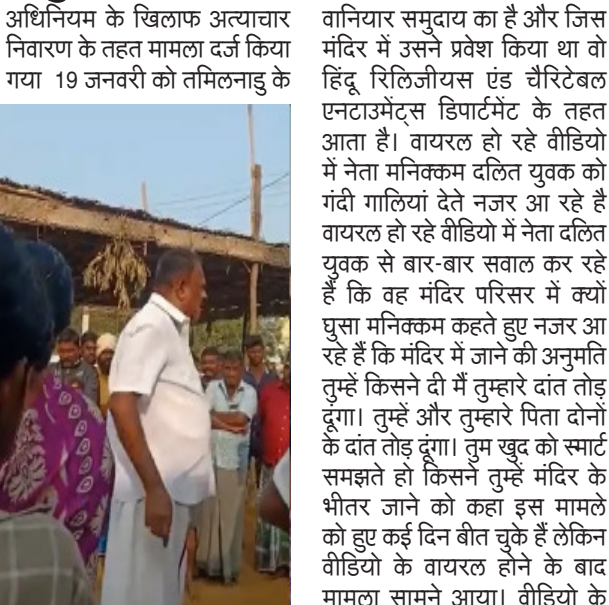 अधिनियम के खिलाफ अत्याचार
निवारण के तहत मामला दर्ज किया
गया 19 जनवरी को तमिलनाडु के
वानियार समुदाय का है और जिस
मंदिर में उसने प्रवेश किया था वो
हिंदू रिलिजीयस एंड चैरिटेबल
एनटाउमेंट्स डिपार्टमेंट के तहत
आता है। वायरल हो रहे वीडियो
में नेता मनिक्कम दलित युवक को
गंदी गालियां देते नजर आ रहे है
वायरल हो रहे वीडियो में नेता दलित
युवक से बार-बार सवाल कर रहे
हैं कि वह मंदिर परिसर में क्यों
घुसा मनिक्कम कहते हुए नजर आ
रहे हैं कि मंदिर में जाने की अनुमति
तुम्हें किसने दी मैं तुम्हारे दांत तोड़
दूंगा। तुम्हें और तुम्हारे पिता दोनों
के दांत तोड़ दूंगा। तुम खुद को स्मार्ट
समझते हो किसने तुम्हें मंदिर के
भीतर जाने को कहा इस मामले
को हुए कई दिन बीत चुके हैं लेकिन
वीडियो के वायरल होने के बाद
मामला सामने आया। वीडियो के